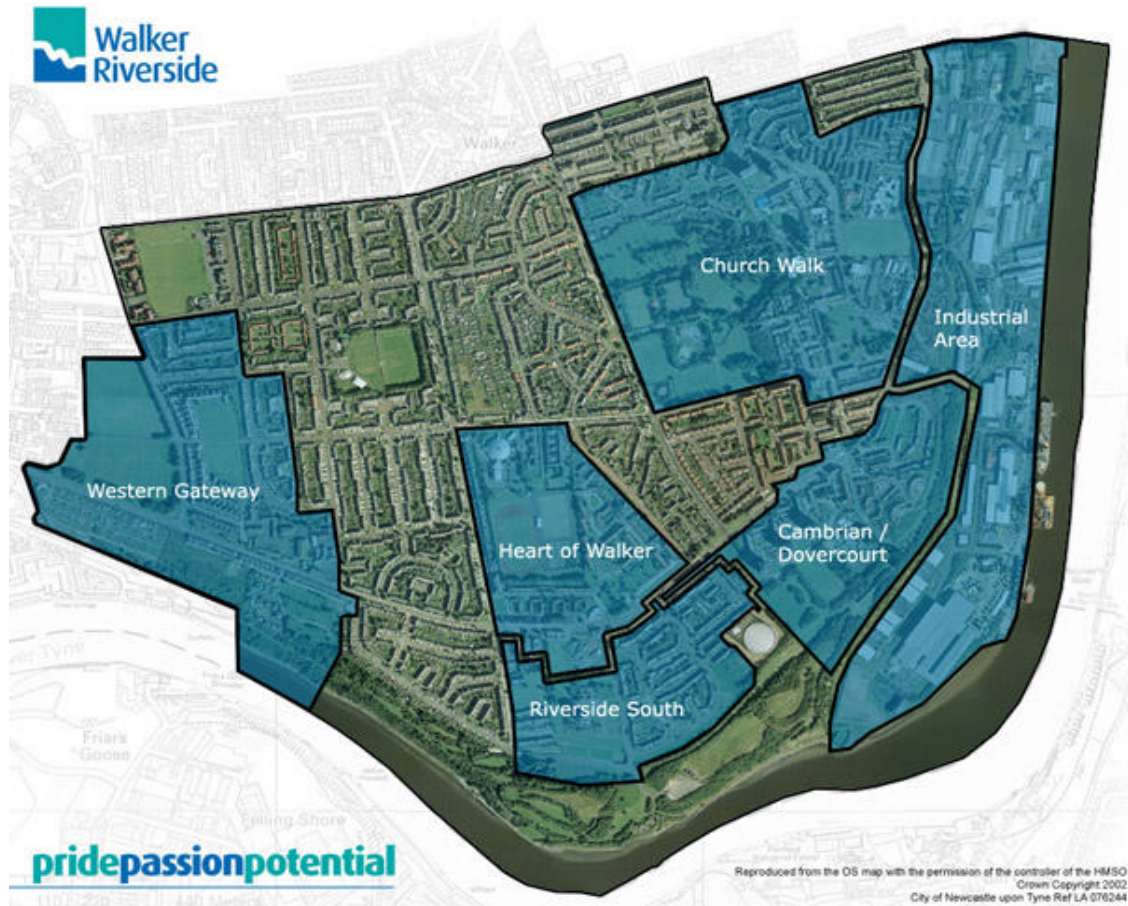 Walker
Riverside
Walker
Church Walk
Industrial
Area
Western Gateway
Heart of Walker
Cambrian /
Dovercourt
Riverside South
Friars
Goose
Felling Shore
pridepassionpotential
Reproduced from the OS map with the permission of the controller of the HMSO
Crown Copyright 2002
City of Newcastle upon Tyne Ref LA 076244